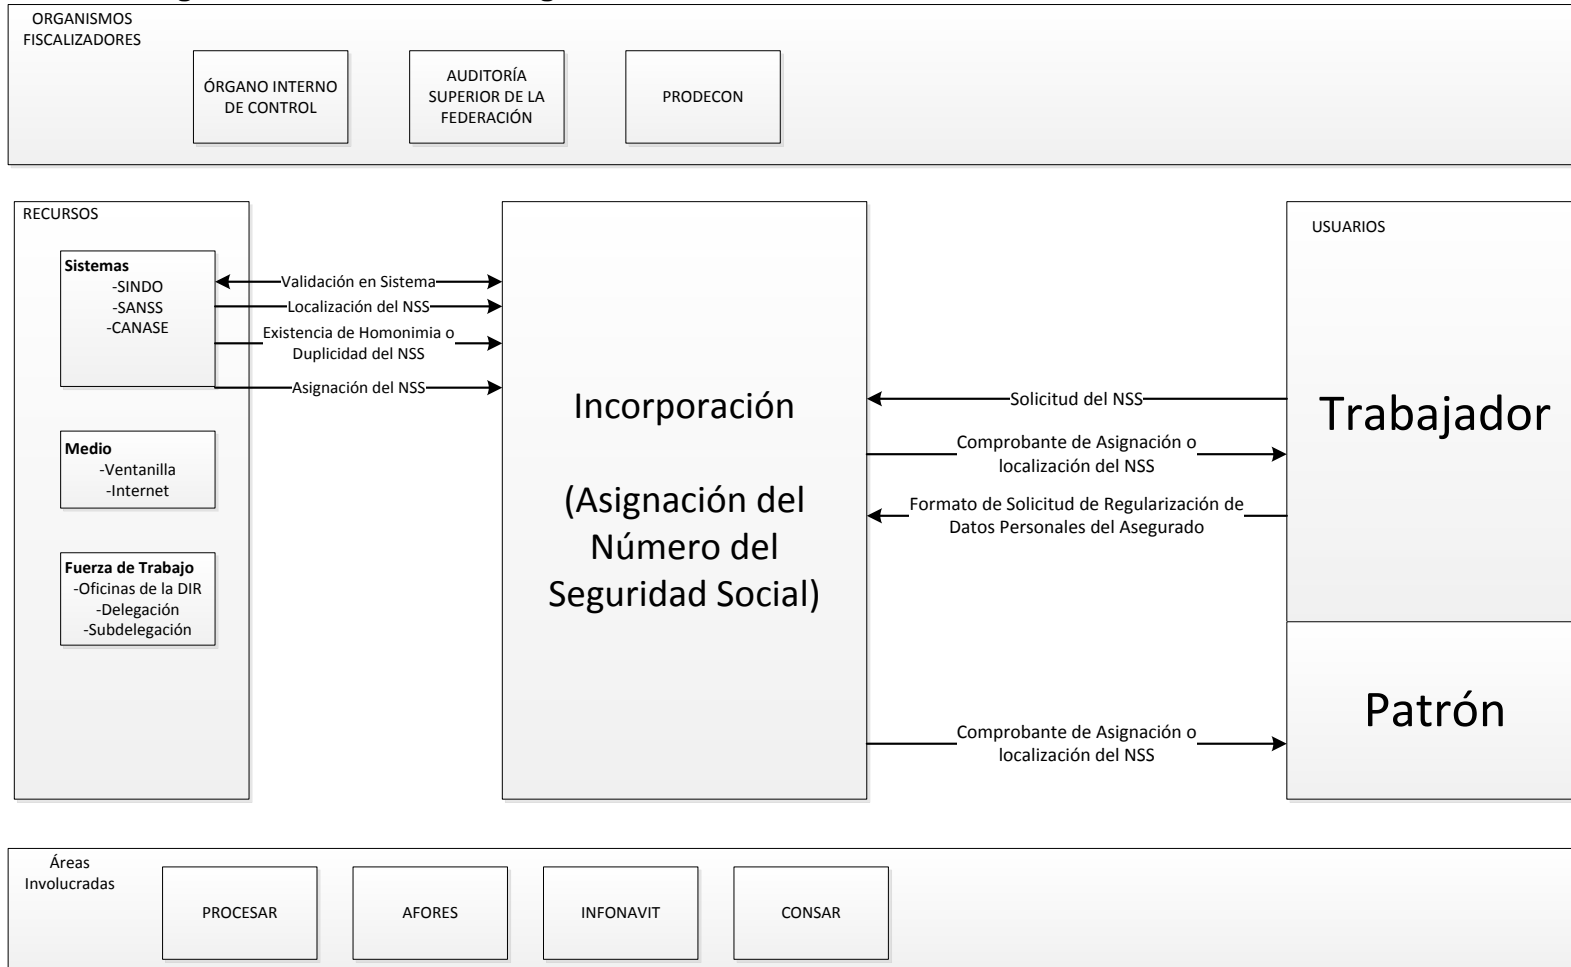 ORGANISMOS
FISCALIZADORES
ÓRGANO INTERNO
DE CONTROL
AUDITORÍA
SUPERIOR DE LA
FEDERACIÓN
PRODECON
RECURSOS
Sistemas
-SINDO
-SANSS
-CANASE
Medio
-Ventanilla
-Internet
Fuerza de Trabajo
-Oficinas de la DIR
-Delegación
-Subdelegación
Validación en Sistema
Localización del NSS
Existencia de Homonimia o
Duplicidad del NSS
Asignación del NSS
Incorporación
(Asignación del
Número del
Seguridad Social)
Solicitud del NSS
Comprobante de Asignación o
localización del NSS
Formato de Solicitud de Regularización de
Datos Personales del Asegurado
Comprobante de Asignación o
localización del NSS
USUARIOS
Trabajador
Patrón
Áreas
Involucradas
PROCESAR
AFORES
INFONAVIT
CONSAR